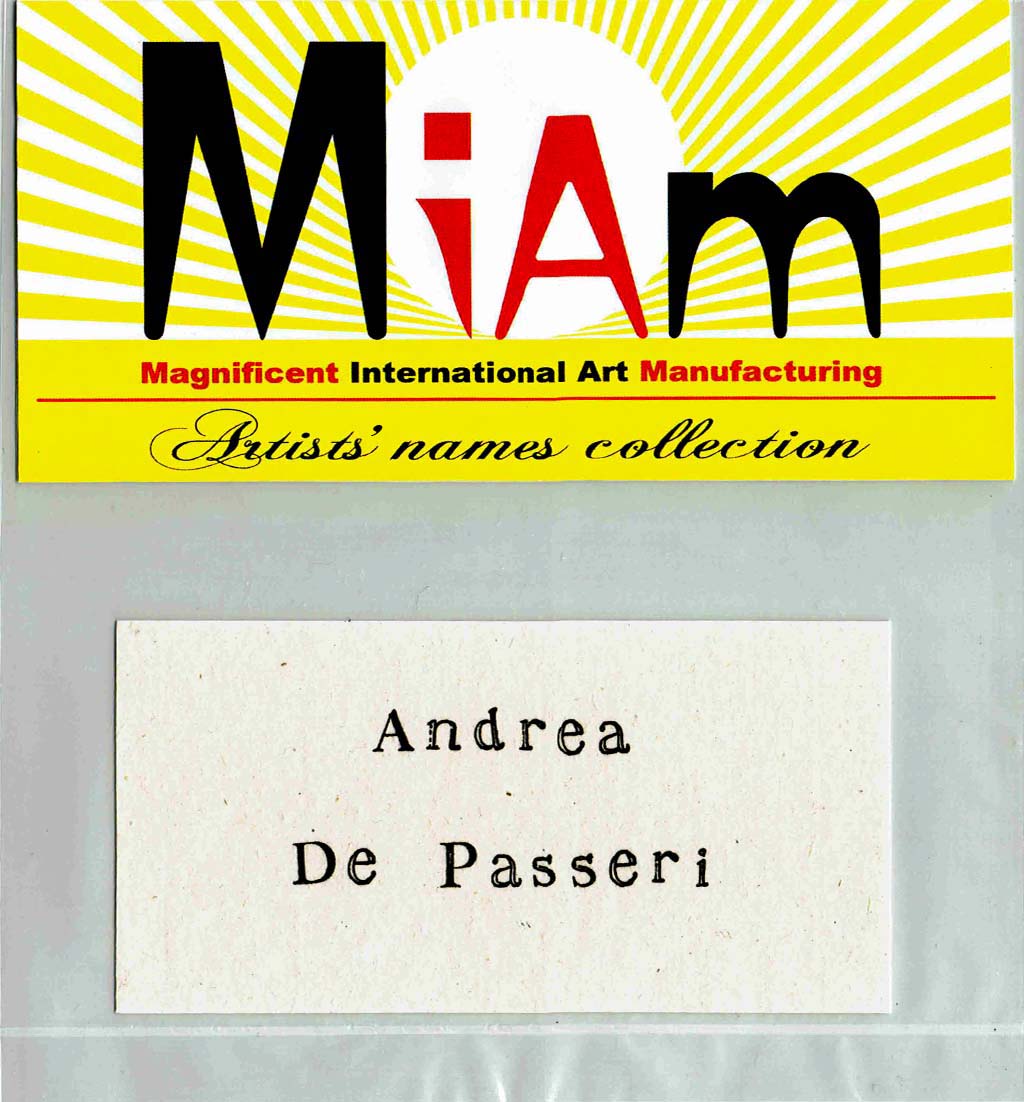 MiAm
Magnificent International Art Manufacturing
Artists' names collection
Andrea
De Passeri